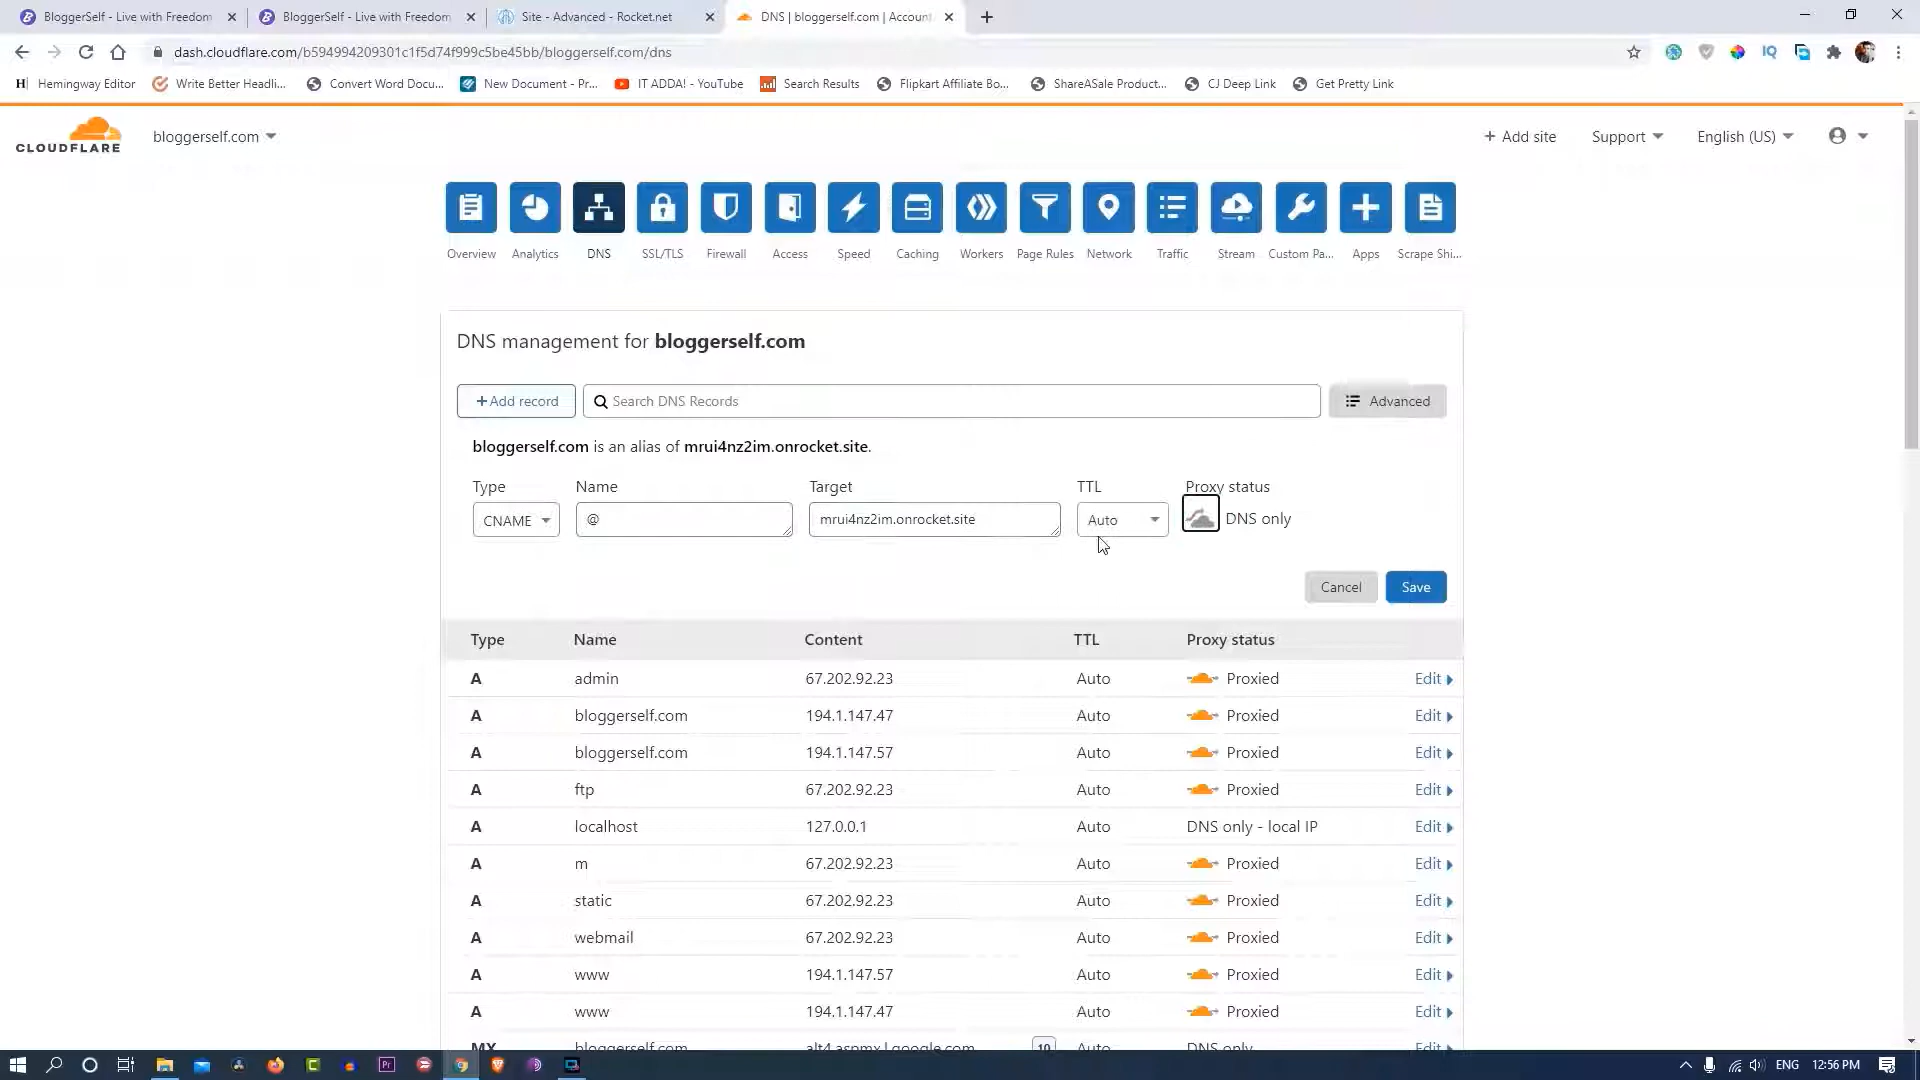 BloggerSelf - Live with Freedom
BloggerSelf - Live with Freedom
Site - Advanced - Rocket.net
DNS | bloggerself.com | Account
dash.cloudflare.com/b594994209301c1f5d74f999c5be45bb/bloggerself.com/dns
Hemingway Editor
Write Better Headli...
Convert Word Docu...
New Document - Pr...
IT ADDA! - YouTube
Search Results
Flipkart Affiliate Bo...
ShareASale Product...
CJ Deep Link
Get Pretty Link
CLOUDFLARE
bloggerself.com
+ Add site
Support
English (US)
Overview
Analytics
DNS
SSL/TLS
Firewall
Access
Speed
Caching
Workers
Page Rules
Network
Traffic
Stream
Custom Pa...
Apps
Scrape Shi...
DNS management for bloggerself.com
+Add record
Search DNS Records
Advanced
bloggerself.com is an alias of mrui4nz2im.onrocket.site.
Type Name Target TTL Proxy status
CNAME @ mrui4nz2im.onrocket.site Auto DNS only
Cancel
Save
Type Name Content TTL Proxy status
A admin 67.202.92.23 Auto Proxied Edit
A bloggerself.com 194.1.147.47 Auto Proxied Edit
A bloggerself.com 194.1.147.57 Auto Proxied Edit
A ftp 67.202.92.23 Auto Proxied Edit
A localhost 127.0.0.1 Auto DNS only - local IP Edit
A m 67.202.92.23 Auto Proxied Edit
A static 67.202.92.23 Auto Proxied Edit
A webmail 67.202.92.23 Auto Proxied Edit
A www 194.1.147.57 Auto Proxied Edit
A www 194.1.147.47 Auto Proxied Edit
MX bloggerself.com alt4.aspmx.l.google.com 10 Auto DNS only Edit
ENG
12:56 PM